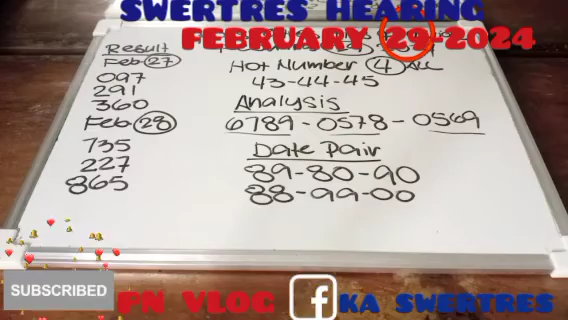 SWERTRES HEARING
FEBRUARY 29 2024
Result
Feb 27
097
291
360
Feb 28
735
227
865
Hot Number 4 ALL
43-44-45
Analysis
6789 - 0578 - 0569
Date Pair
89-80-90
88-99-00
SUBSCRIBED
PN VLOG f KA SWERTRES